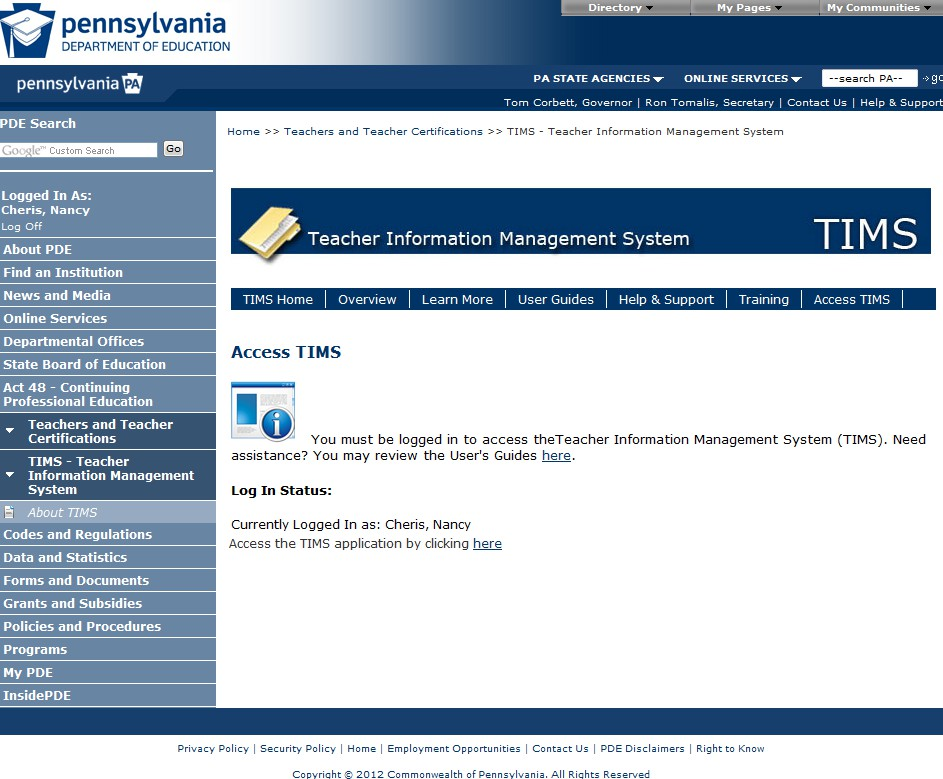 Directory My Pages My Communities
pennsylvania
DEPARTMENT OF EDUCATION
pennsylvania PA
PA STATE AGENCIES ONLINE SERVICES --search PA-- go
Tom Corbett, Governor | Ron Tomalis, Secretary | Contact Us | Help & Support
PDE Search
Google™ Custom Search Go
Logged In As:
Cheris, Nancy
Log Off
About PDE
Find an Institution
News and Media
Online Services
Departmental Offices
State Board of Education
Act 48 - Continuing
Professional Education
Teachers and Teacher
Certifications
TIMS - Teacher
Information Management
System
About TIMS
Codes and Regulations
Data and Statistics
Forms and Documents
Grants and Subsidies
Policies and Procedures
Programs
My PDE
InsidePDE
Home >> Teachers and Teacher Certifications >> TIMS - Teacher Information Management System
Teacher Information Management System TIMS
TIMS Home | Overview | Learn More | User Guides | Help & Support | Training | Access TIMS |
Access TIMS
You must be logged in to access theTeacher Information Management System (TIMS). Need
assistance? You may review the User's Guides here.
Log In Status:
Currently Logged In as: Cheris, Nancy
Access the TIMS application by clicking here
Privacy Policy | Security Policy | Home | Employment Opportunities | Contact Us | PDE Disclaimers | Right to Know
Copyright © 2012 Commonwealth of Pennsylvania. All Rights Reserved